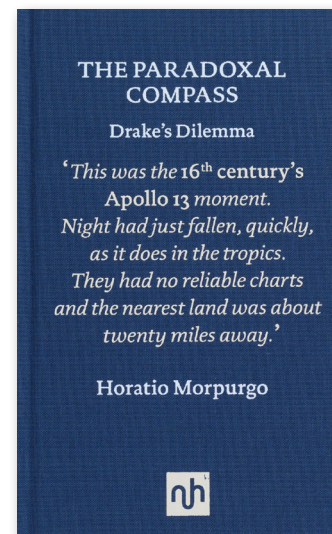 THE PARADOXAL
COMPASS
Drake's Dilemma
‘This was the 16th century's
Apollo 13 moment.
Night had just fallen, quickly,
as it does in the tropics.
They had no reliable charts
and the nearest land was about
twenty miles away.’
Horatio Morpurgo
nh